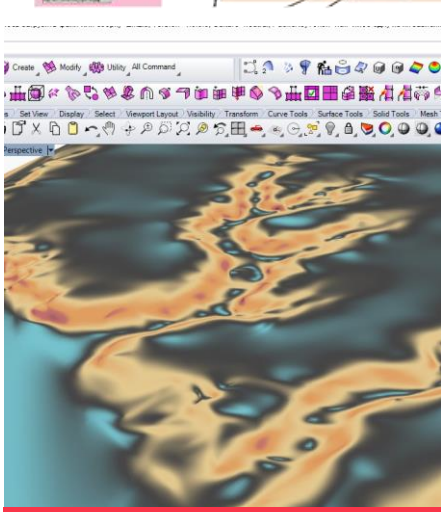 Create Modify Utility All Command
s Set View Display Select Viewport Layout Visibility Transform Curve Tools Surface Tools Solid Tools Mesh T
Perspective